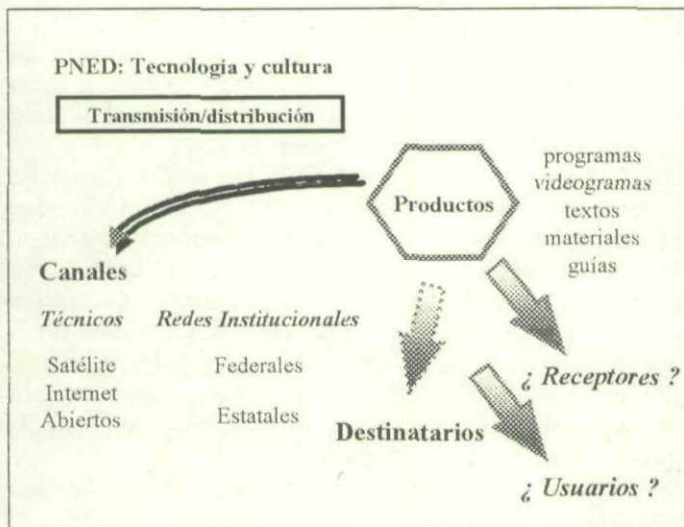 PNED: Tecnología y cultura
Transmisión/distribución
Productos
programas
videogramas
textos
materiales
guías
Canales
Técnicos
Redes Institucionales
Satélite
Internet
Abiertos
Federales
Estatales
Destinatarios
¿ Receptores ?
¿ Usuarios ?